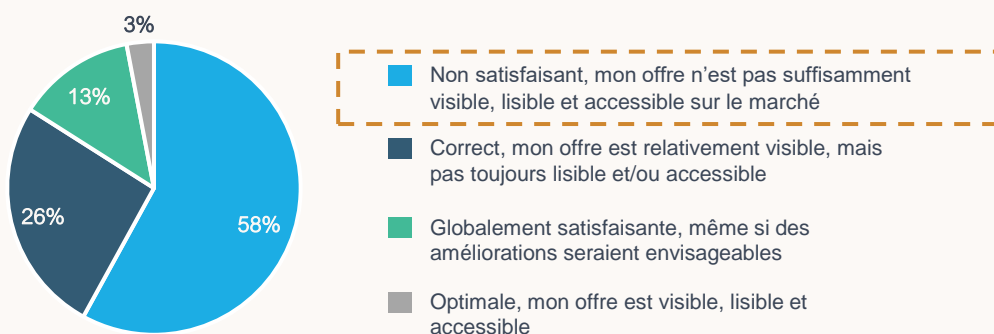 3%
13%
26%
58%
Non satisfaisant, mon offre n'est pas suffisamment
visible, lisible et accessible sur le marché
Correct, mon offre est relativement visible, mais
pas toujours lisible et/ou accessible
Globalement satisfaisante, même si des
améliorations seraient envisageables
Optimale, mon offre est visible, lisible et
accessible